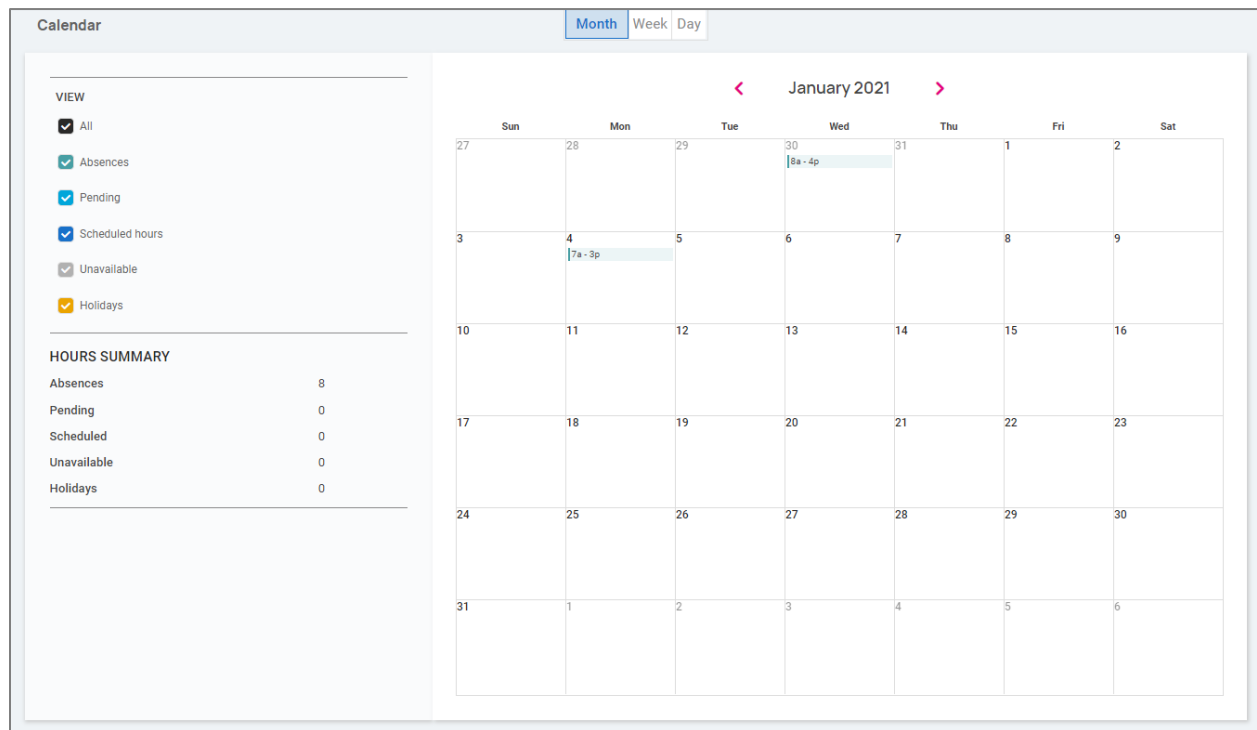 Calendar
Month Week Day
VIEW
All
Absences
Pending
Scheduled hours
Unavailable
Holidays
HOURS SUMMARY
Absences 8
Pending 0
Scheduled 0
Unavailable 0
Holidays 0
January 2021
Sun Mon Tue Wed Thu Fri Sat
27 28 29 30 31 1 2
8a - 4p
3 4 5 6 7 8 9
7a - 3p
10 11 12 13 14 15 16
17 18 19 20 21 22 23
24 25 26 27 28 29 30
31 1 2 3 4 5 6